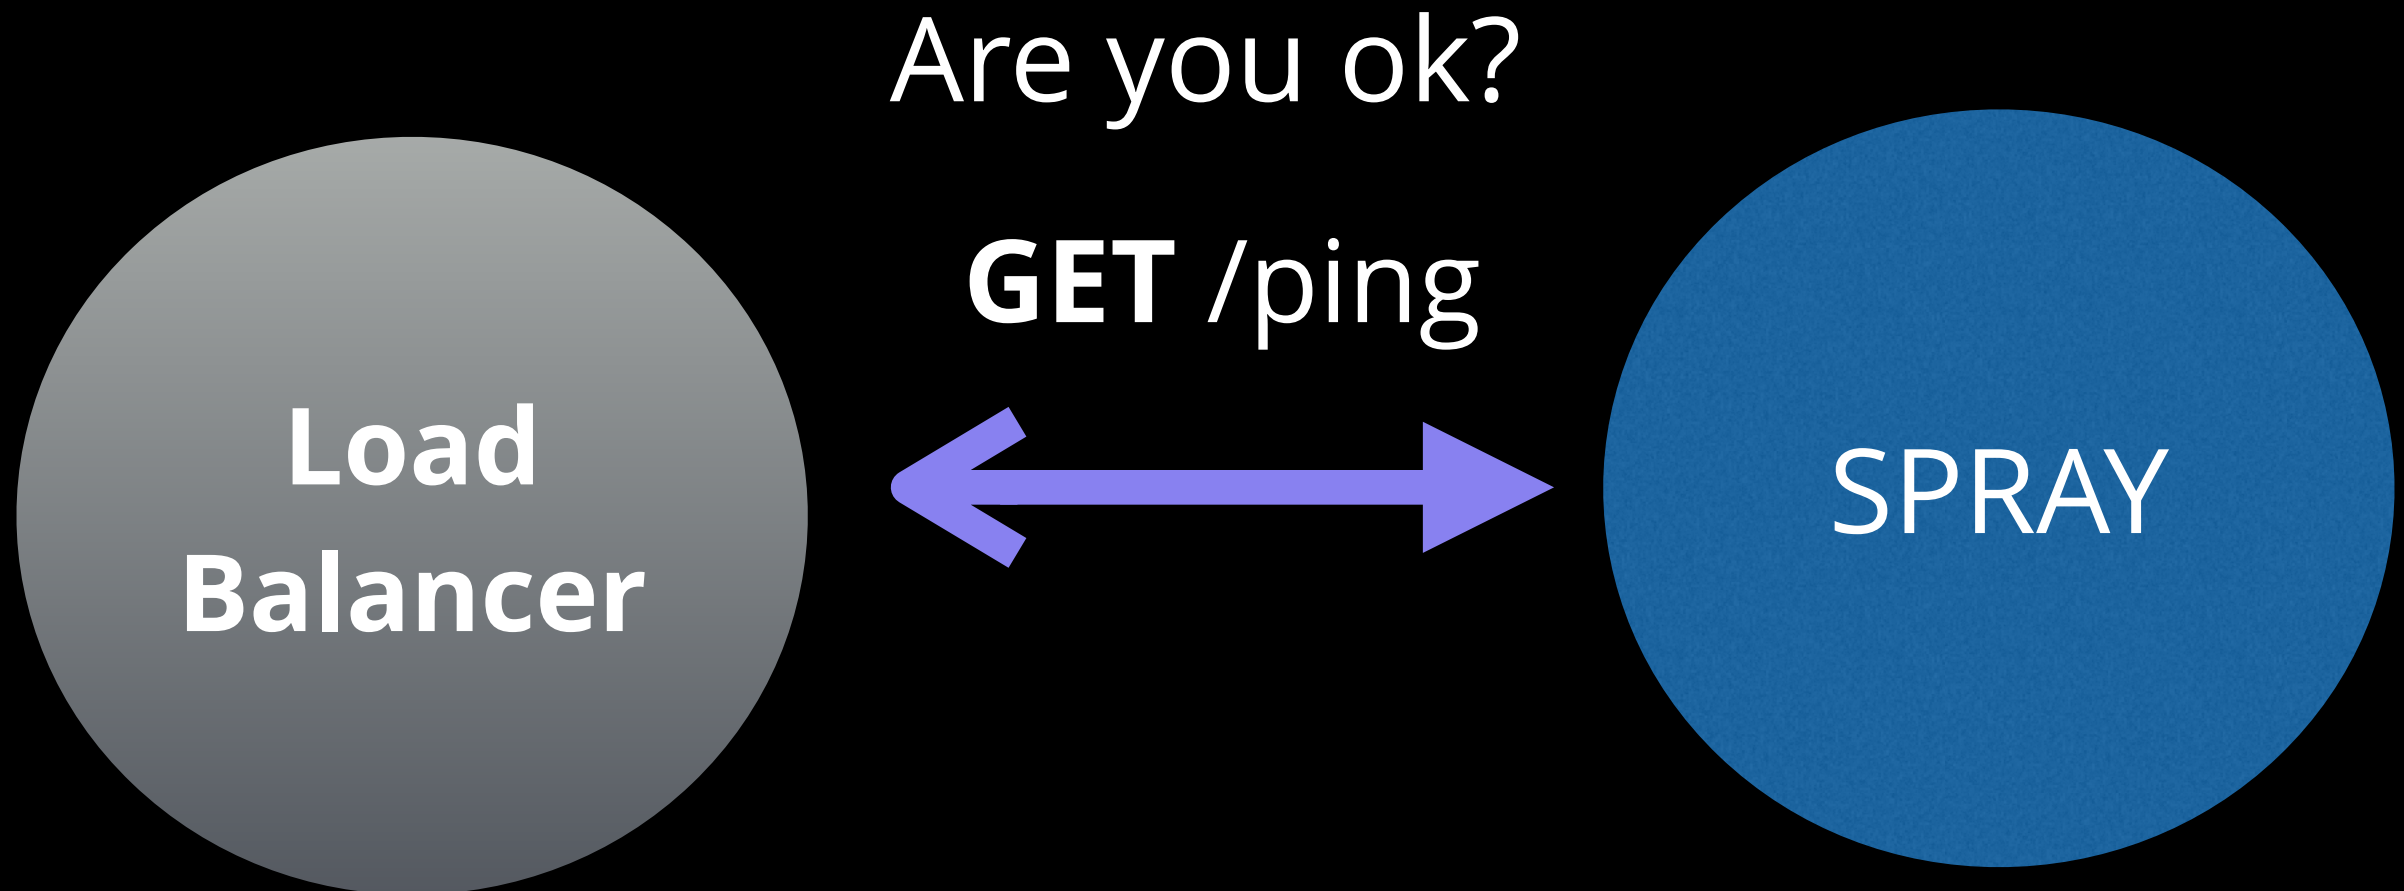 Are you ok?
GET /ping
Load
Balancer
SPRAY